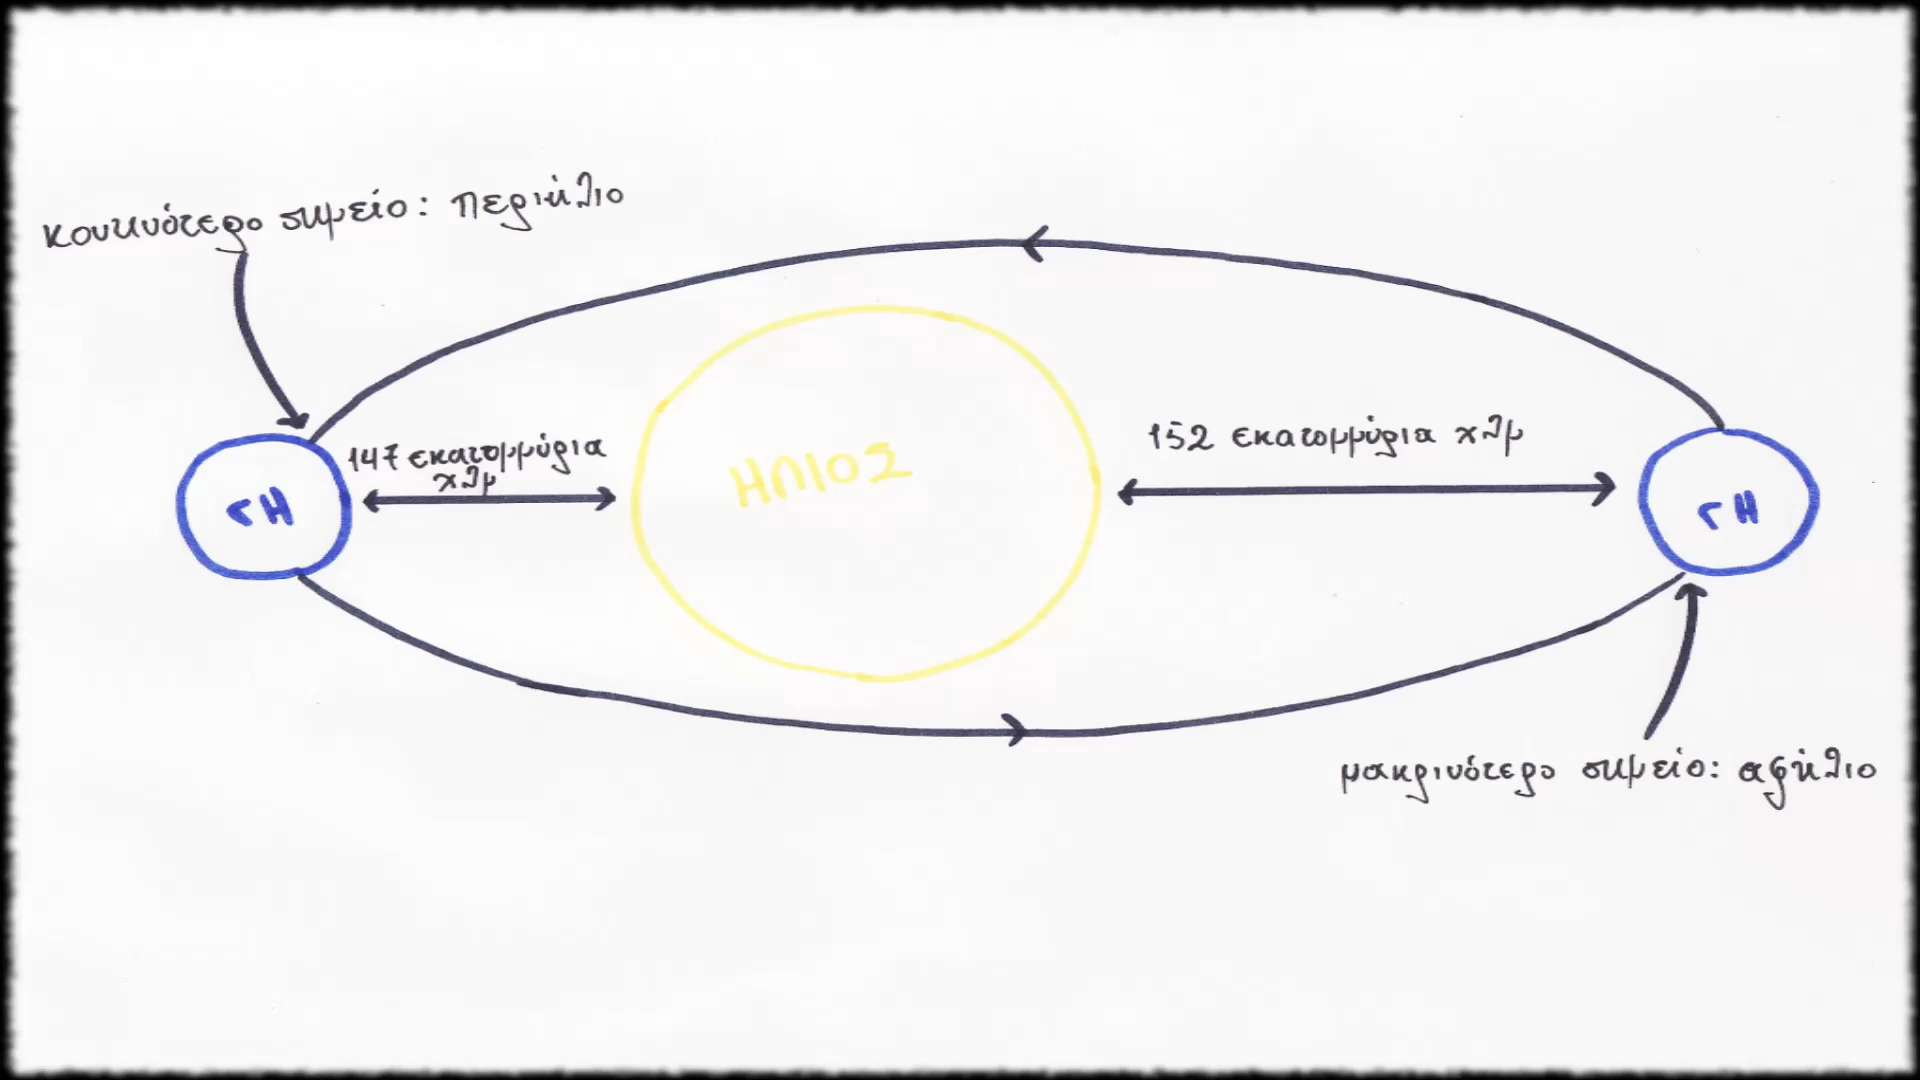 κοντινότερο σημείο: περιήλιο
147 εκατομμύρια
χλμ
152 εκατομμύρια χλμ
ΗΛΙΟΣ
ΓΗ
ΓΗ
μακρινότερο σημείο: αφήλιο